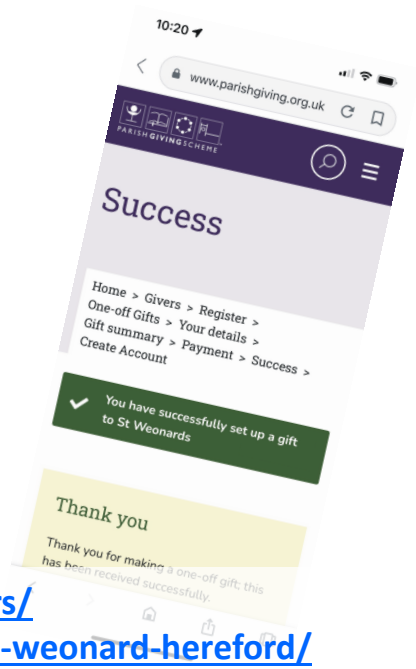 10:20
www.parishgiving.org.uk
PARISH GIVING SCHEME
Success
Home > Givers > Register >
One-off Gifts > Your details >
Gift summary > Payment > Success >
Create Account
You have successfully set up a gift
to St Weonards
Thank you
Thank you for making a one-off gift; this
has been received successfully.
rs/
-weonard-hereford/